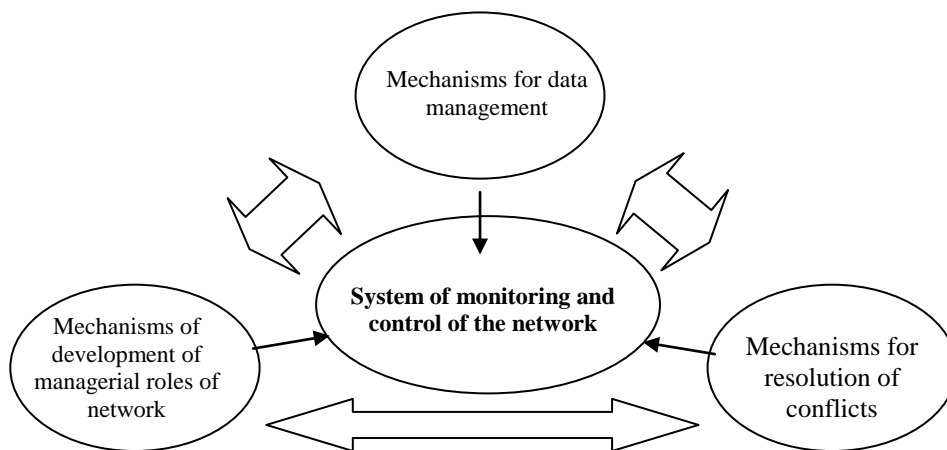 Mechanisms for data
management
System of monitoring and
control of the network
Mechanisms of
development of
managerial roles of
network
Mechanisms for
resolution of
conflicts